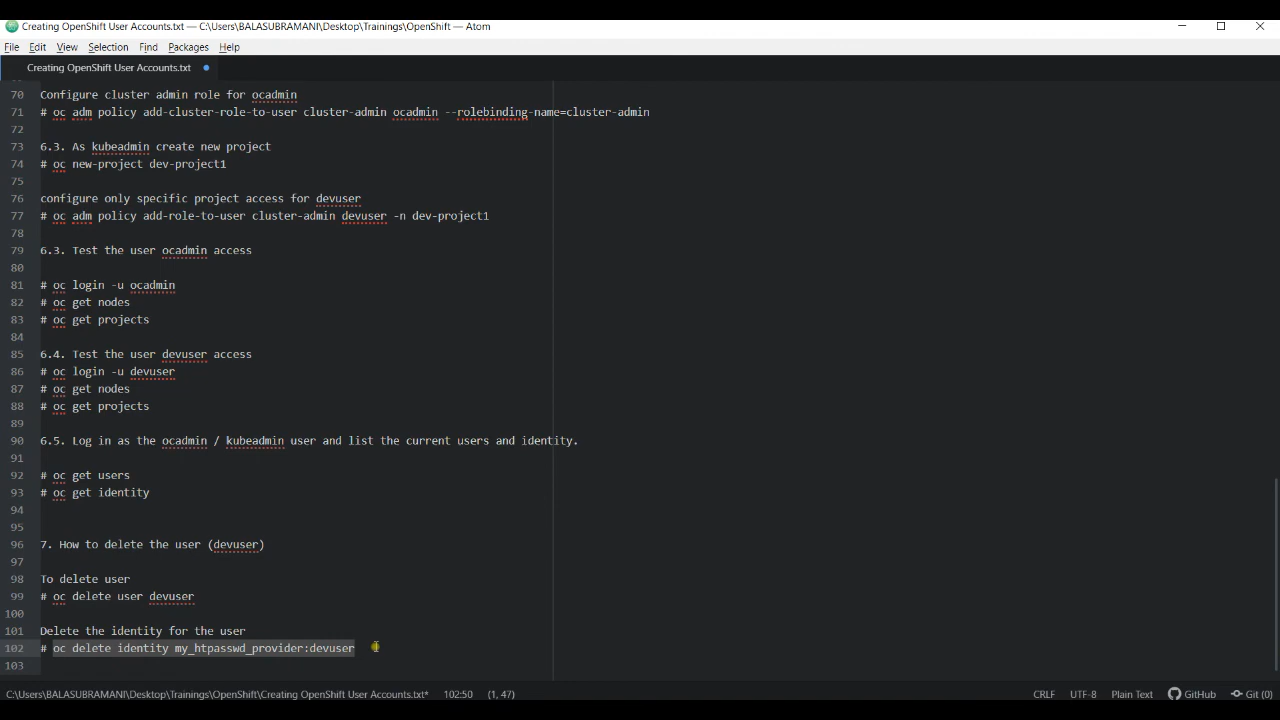 Creating OpenShift User Accounts.txt — C:\Users\BALASUBRAMANI\Desktop\Trainings\OpenShift — Atom
File Edit View Selection Find Packages Help
Creating OpenShift User Accounts.txt
70 Configure cluster admin role for ocadmin
71 # oc adm policy add-cluster-role-to-user cluster-admin ocadmin --rolebinding-name=cluster-admin
72
73 6.3. As kubeadmin create new project
74 # oc new-project dev-project1
75
76 configure only specific project access for devuser
77 # oc adm policy add-role-to-user cluster-admin devuser -n dev-project1
78
79 6.3. Test the user ocadmin access
80
81 # oc login -u ocadmin
82 # oc get nodes
83 # oc get projects
84
85 6.4. Test the user devuser access
86 # oc login -u devuser
87 # oc get nodes
88 # oc get projects
89
90 6.5. Log in as the ocadmin / kubeadmin user and list the current users and identity.
91
92 # oc get users
93 # oc get identity
94
95
96 7. How to delete the user (devuser)
97
98 To delete user
99 # oc delete user devuser
100
101 Delete the identity for the user
102 # oc delete identity my_htpasswd_provider:devuser
103
C:\Users\BALASUBRAMANI\Desktop\Trainings\OpenShift\Creating OpenShift User Accounts.txt* 102:50 (1, 47) CRLF UTF-8 Plain Text GitHub Git (0)